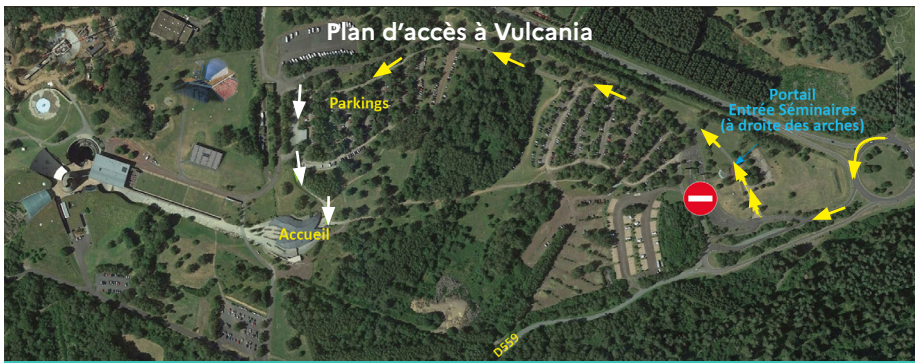 Plan d'accès à Vulcania
Parkings
Portail
Entrée Séminaires
(à droite des arches)
Accueil
D559